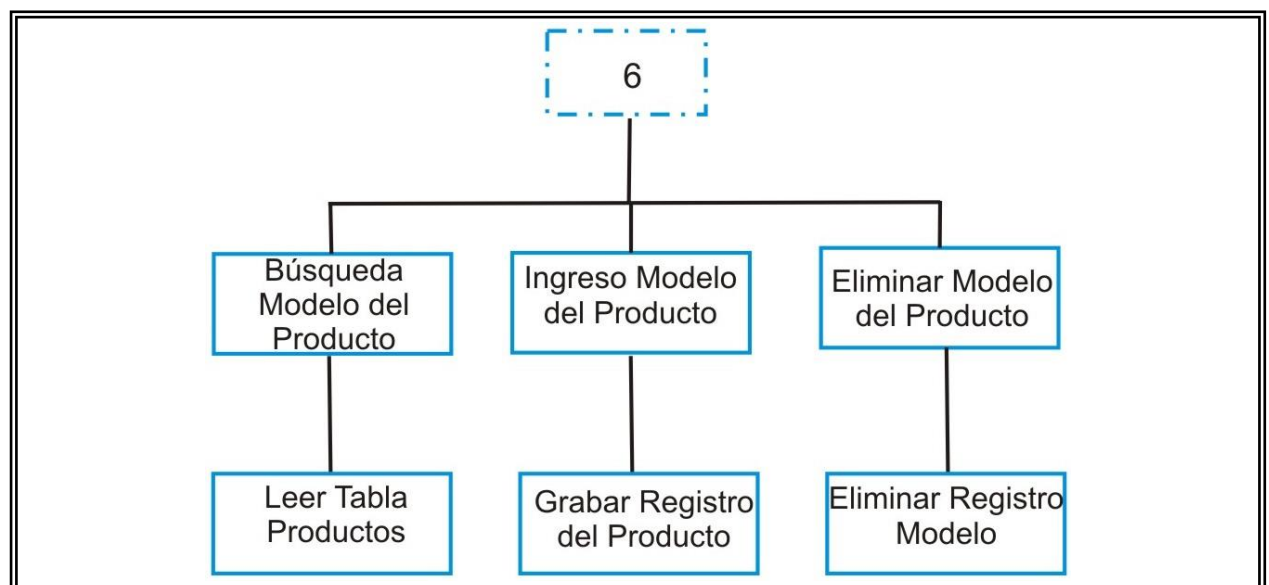 6
Búsqueda
Modelo del
Producto
Ingreso Modelo
del Producto
Eliminar Modelo
del Producto
Leer Tabla
Productos
Grabar Registro
del Producto
Eliminar Registro
Modelo